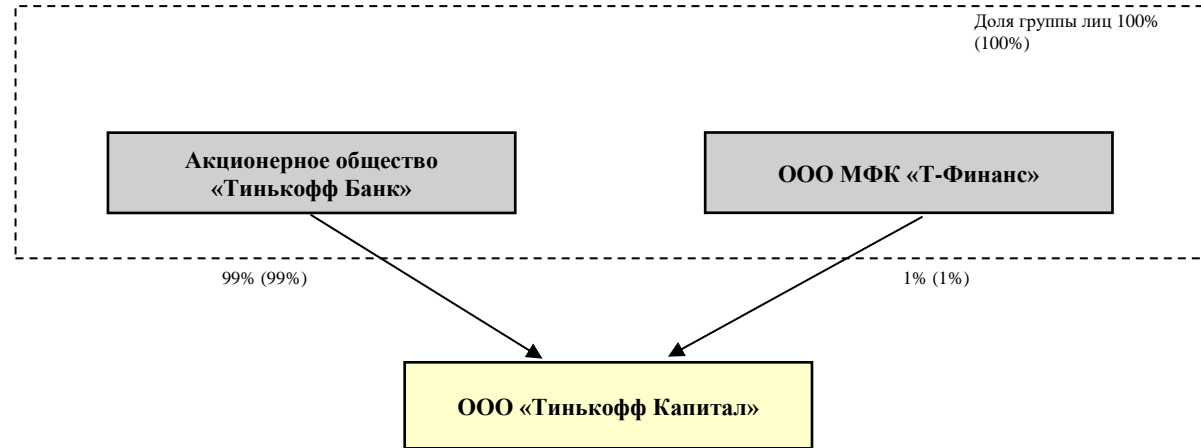 Доля группы лиц 100%
(100%)
Акционерное общество
«Тинькофф Банк»
ООО МФК «Т-Финанс»
99% (99%)
1% (1%)
ООО «Тинькофф Капитал»